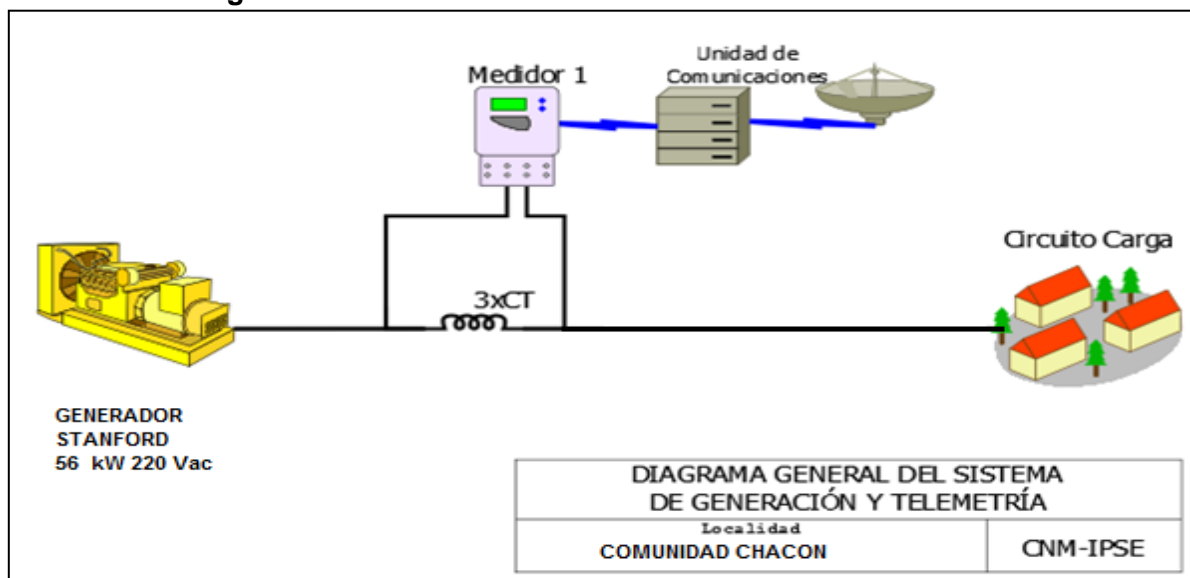 Unidad de
Comunicaciones
Medidor 1
Circuito Carga
3xCT
GENERADOR
STANFORD
56 kW 220 Vac
DIAGRAMA GENERAL DEL SISTEMA
DE GENERACIÓN Y TELEMETRÍA
Localidad
COMUNIDAD CHACON
CNM-IPSE